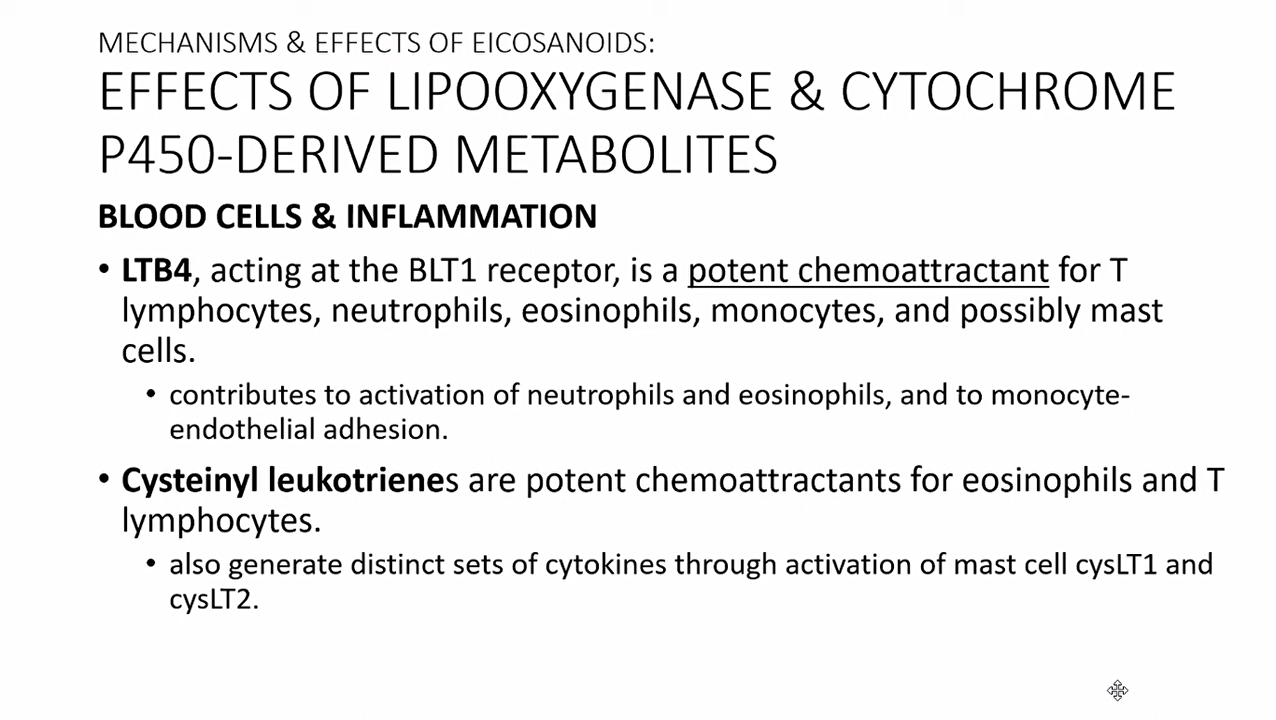 MECHANISMS & EFFECTS OF EICOSANOIDS:
EFFECTS OF LIPOOXYGENASE & CYTOCHROME
P450-DERIVED METABOLITES
BLOOD CELLS & INFLAMMATION
• LTB4, acting at the BLT1 receptor, is a potent chemoattractant for T
lymphocytes, neutrophils, eosinophils, monocytes, and possibly mast
cells.
• contributes to activation of neutrophils and eosinophils, and to monocyte-
endothelial adhesion.
• Cysteinyl leukotrienes are potent chemoattractants for eosinophils and T
lymphocytes.
• also generate distinct sets of cytokines through activation of mast cell cysLT1 and
cysLT2.